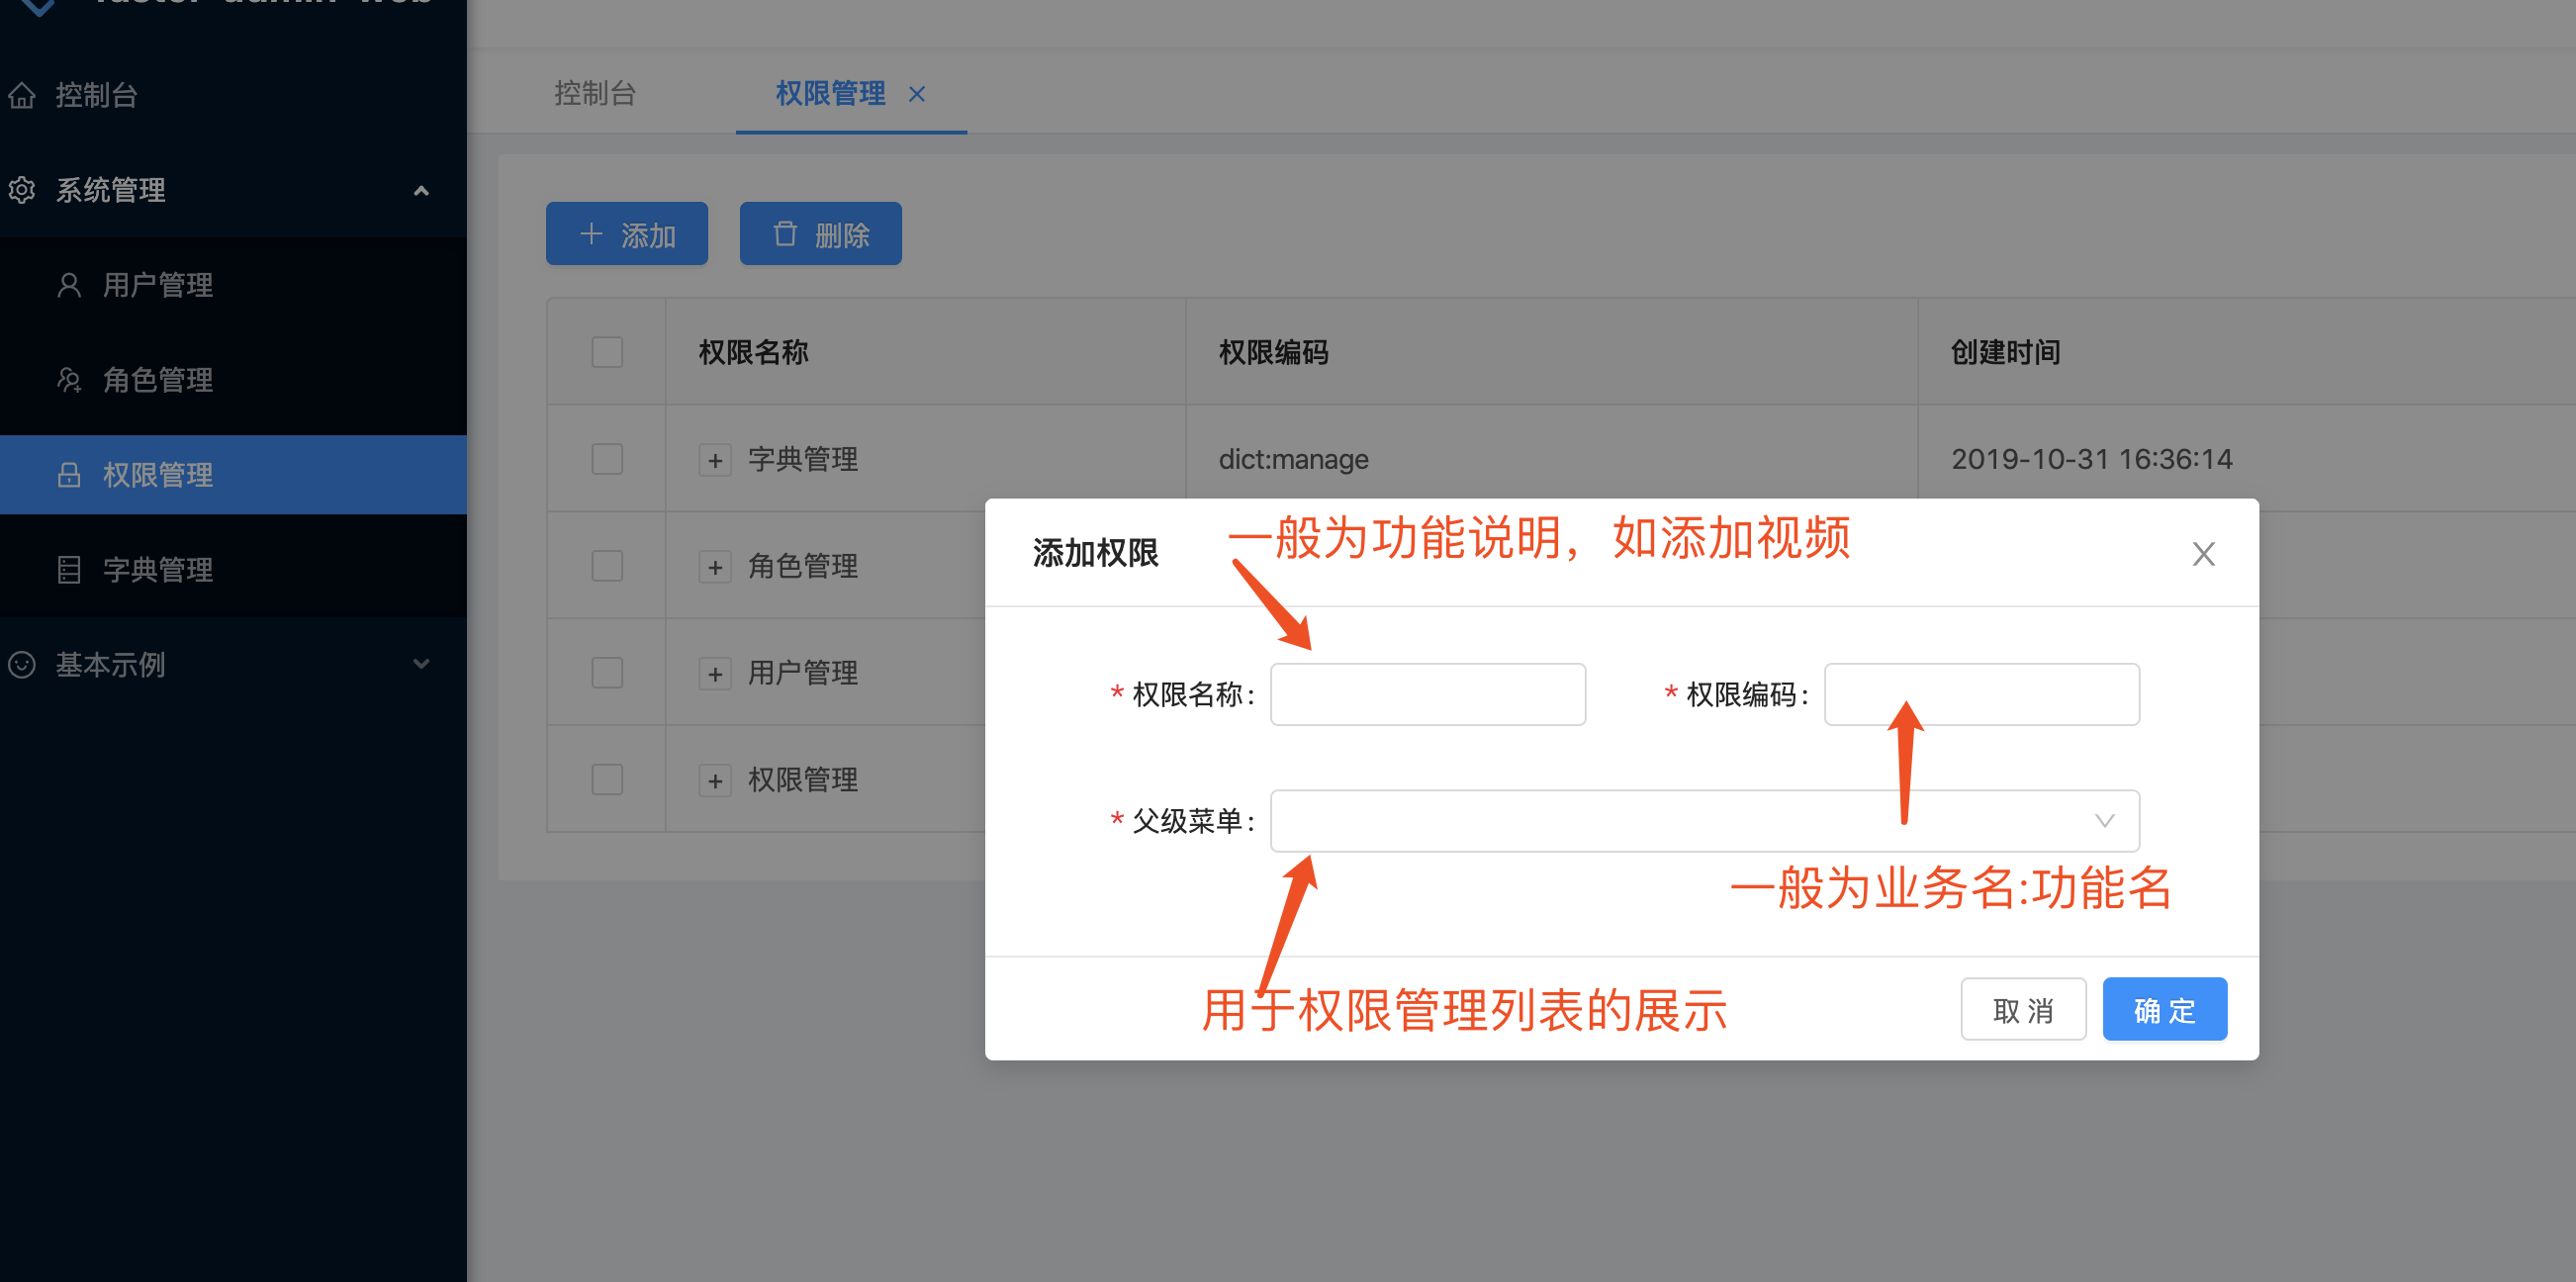 控制台
系统管理
用户管理
角色管理
权限管理
字典管理
基本示例
控制台 权限管理
添加 删除
权限名称 权限编码 创建时间
字典管理 dict:manage 2019-10-31 16:36:14
角色管理
用户管理
权限管理
添加权限
一般为功能说明，如添加视频
* 权限名称:
* 权限编码:
* 父级菜单:
一般为业务名:功能名
用于权限管理列表的展示
取 消 确 定